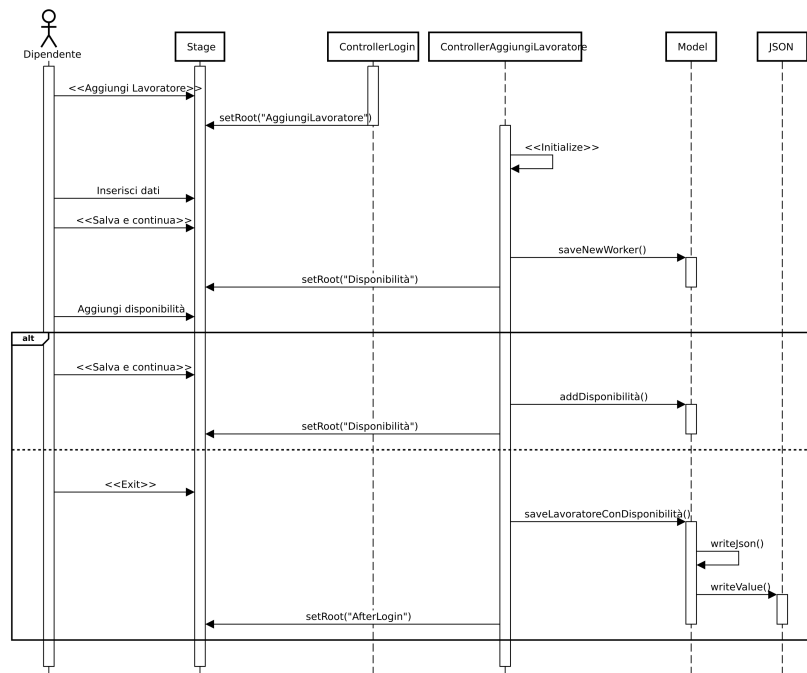 Dipendente
Stage
ControllerLogin
ControllerAggiungiLavoratore
Model
JSON
<<Aggiungi Lavoratore>>
setRoot("AggiungiLavoratore")
<<Initialize>>
Inserisci dati
<<Salva e continua>>
saveNewWorker()
setRoot("Disponibilità")
Aggiungi disponibilità
alt
<<Salva e continua>>
addDisponibilità()
setRoot("Disponibilità")
<<Exit>>
saveLavoratoreConDisponibilità()
writeJson()
writeValue()
setRoot("AfterLogin")